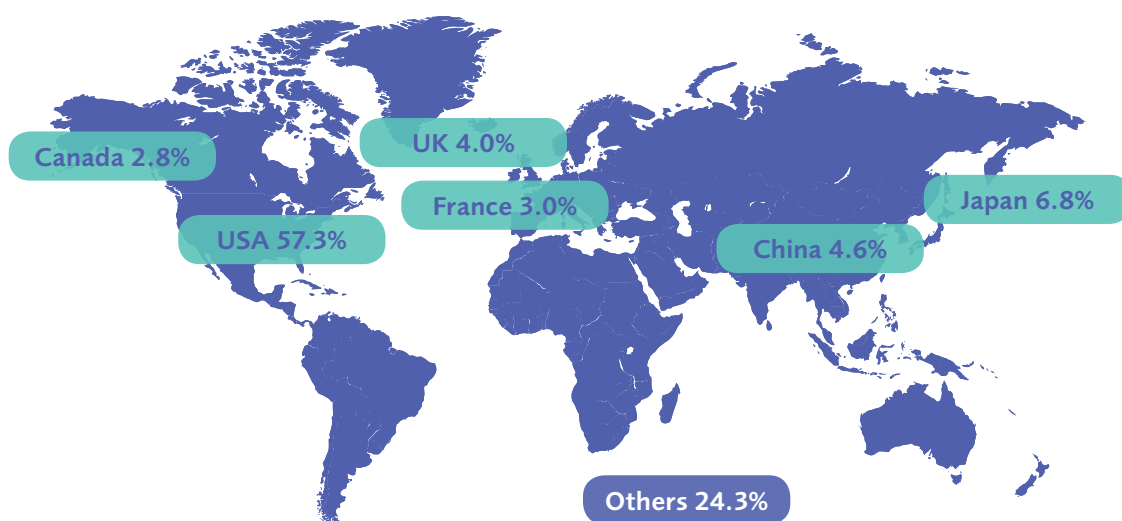 UK 4.0%
Canada 2.8%
France 3.0%
Japan 6.8%
USA 57.3%
China 4.6%
Others 24.3%